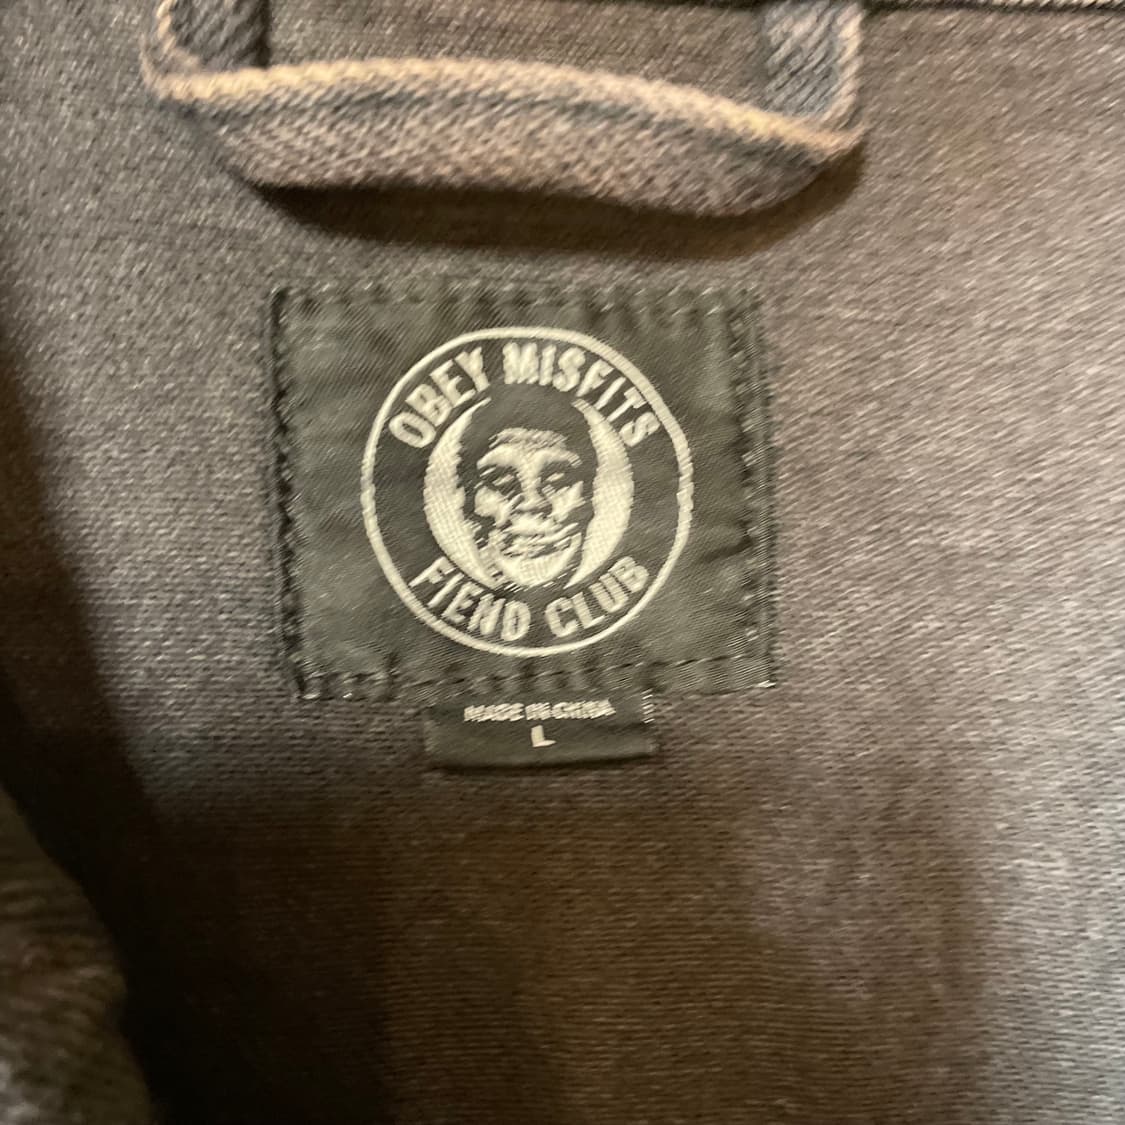 OBEY MISFITS
FIEND CLUB
MADE IN CHINA
L